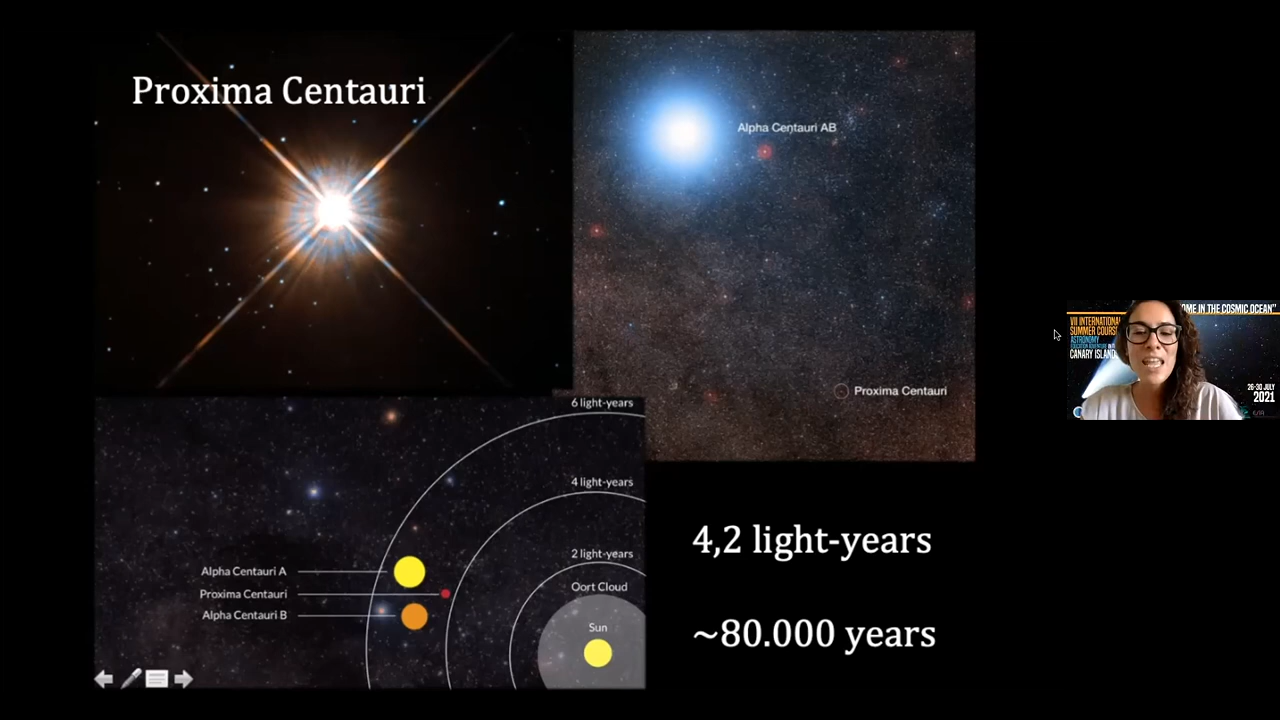 Proxima Centauri
Alpha Centauri AB
Proxima Centauri
6 light-years
4 light-years
2 light-years
Oort Cloud
Sun
Alpha Centauri A
Proxima Centauri
Alpha Centauri B
4,2 light-years
~80.000 years
OME IN THE COSMIC OCEAN"
VII INTERNATIONAL
SUMMER COURSE
ASTRONOMY
CANARY ISLAND
26-30 JULY
2021